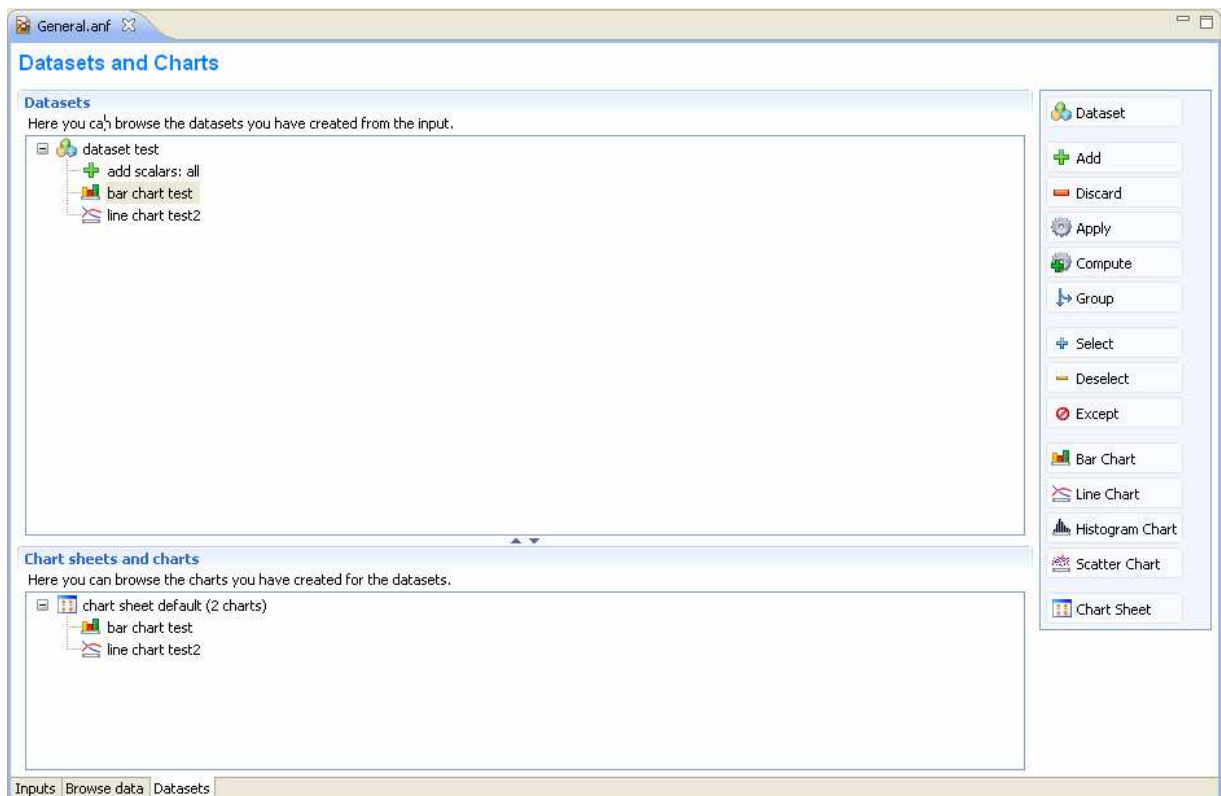 General.anf
Datasets and Charts
Datasets
Here you can browse the datasets you have created from the input.
dataset test
add scalars: all
bar chart test
line chart test2
Chart sheets and charts
Here you can browse the charts you have created for the datasets.
chart sheet default (2 charts)
bar chart test
line chart test2
Dataset
Add
Discard
Apply
Compute
Group
Select
Deselect
Except
Bar Chart
Line Chart
Histogram Chart
Scatter Chart
Chart Sheet
Inputs Browse data Datasets